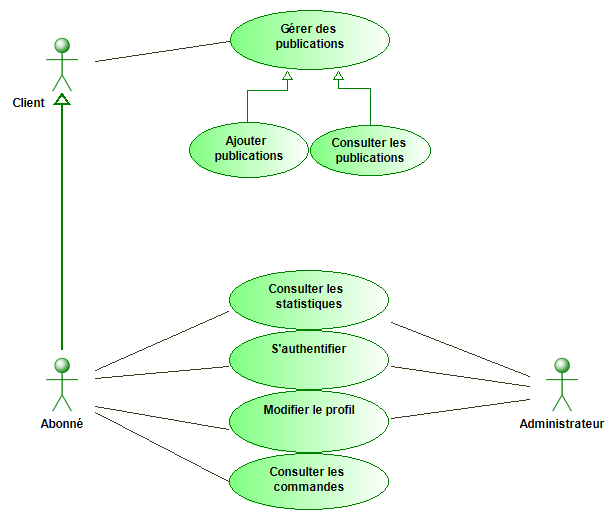 Gérer des
publications
Client
Ajouter
publications
Consulter les
publications
Consulter les
statistiques
S'authentifier
Modifier le profil
Abonné
Administrateur
Consulter les
commandes